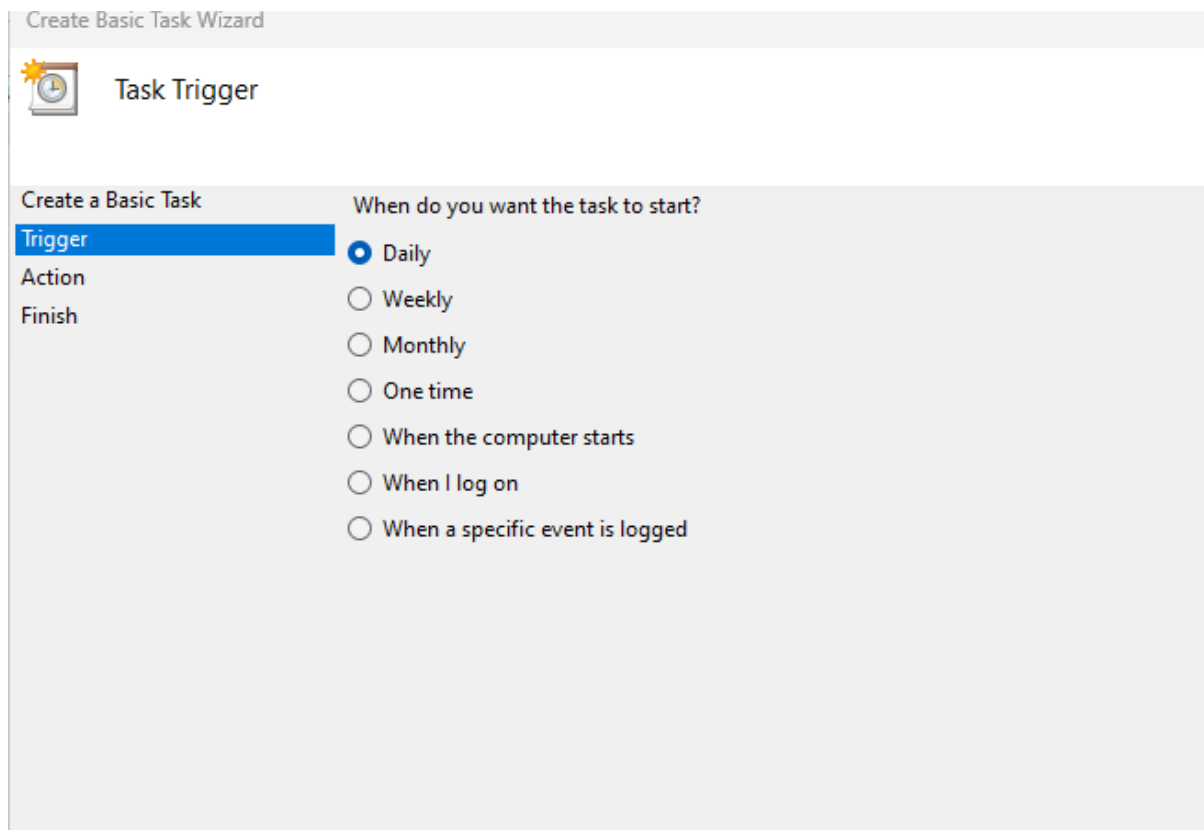 Create Basic Task Wizard
Task Trigger
Create a Basic Task
Trigger
Action
Finish
When do you want the task to start?
Daily
Weekly
Monthly
One time
When the computer starts
When I log on
When a specific event is logged